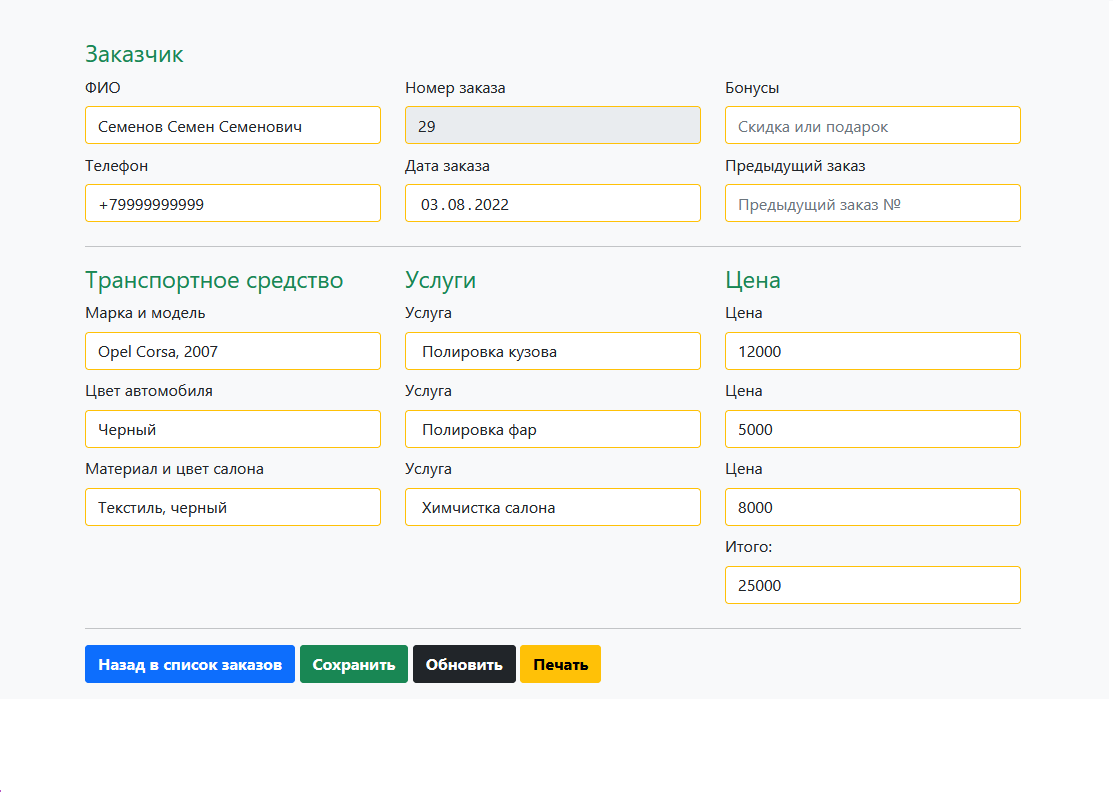 Заказчик
ФИО Номер заказа Бонусы
Семенов Семен Семенович 29 Скидка или подарок
Телефон Дата заказа Предыдущий заказ
+79999999999 03.08.2022 Предыдущий заказ №
Транспортное средство Услуги Цена
Марка и модель Услуга Цена
Opel Corsa, 2007 Полировка кузова 12000
Цвет автомобиля Услуга Цена
Черный Полировка фар 5000
Материал и цвет салона Услуга Цена
Текстиль, черный Химчистка салона 8000
Итого:
25000
Назад в список заказов Сохранить Обновить Печать